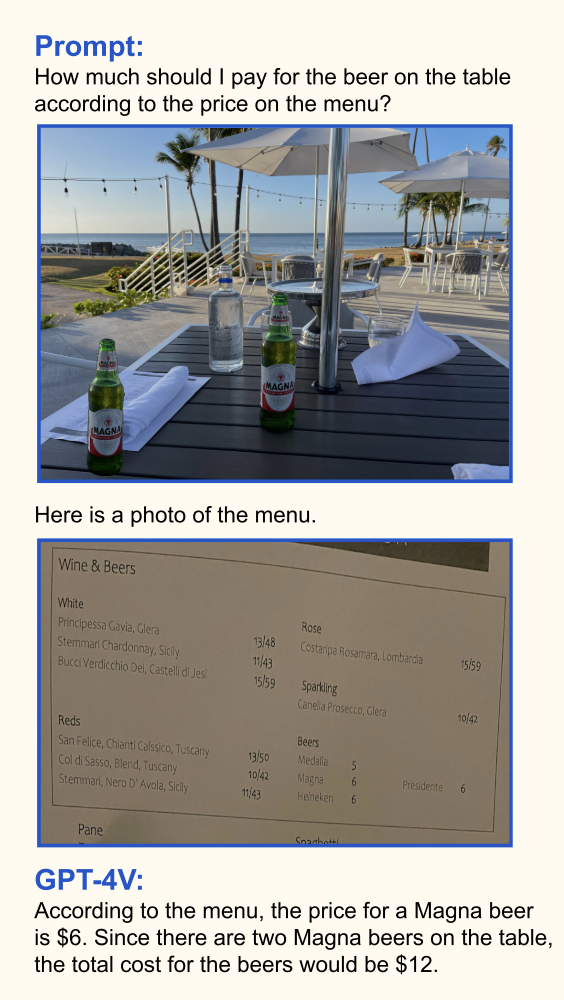 Prompt:
How much should I pay for the beer on the table
according to the price on the menu?
MAGNA
MAGNA
Here is a photo of the menu.
Wine & Beers
White
Principessa Gavia, Glera
13/48
Stemmari Chardonnay, Sicily
11/43
Bucci Verdicchio Dei, Castelli di Jesi
15/59
Reds
San Felice, Chianti Calssico, Tuscany
13/50
Col di Sasso, Blend, Tuscany
10/42
Stemmari, Nero D' Avola, Sicily
11/43
Rose
Costaripa Rosamara, Lombardia
15/59
Sparkling
Canella Prosecco, Glera
10/42
Beers
Medalla 5
Magna 6 Presidente 6
Heineken 6
Pane
Spaghetti
GPT-4V:
According to the menu, the price for a Magna beer
is $6. Since there are two Magna beers on the table,
the total cost for the beers would be $12.